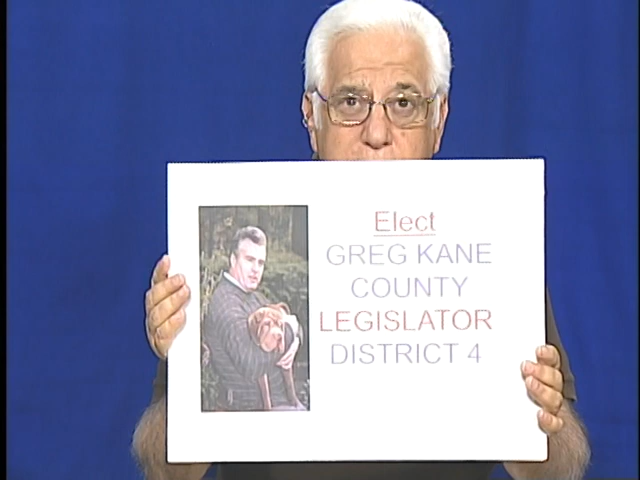 Elect
GREG KANE
COUNTY
LEGISLATOR
DISTRICT 4